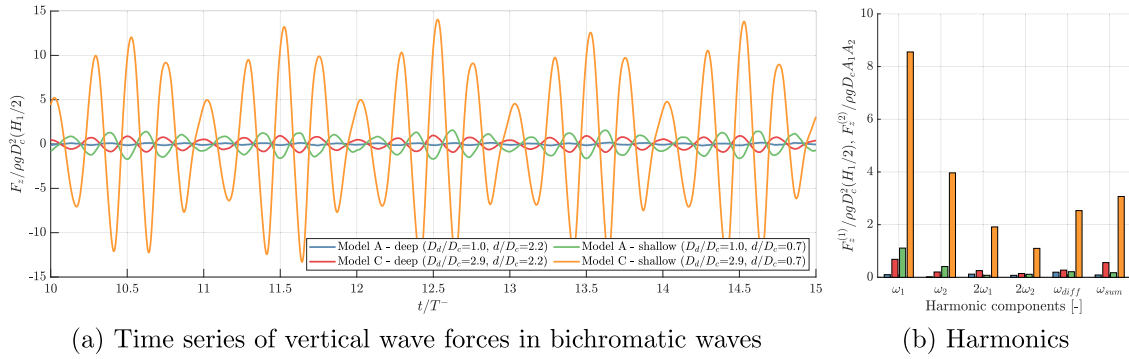 15
10
5
0
-5
-10
-15
F_z/ρgD_c^2(H_1/2)
10 10.5 11 11.5 12 12.5 13 13.5 14 14.5 15
t/T^-
Model A - deep (D_d/D_c=1.0, d/D_c=2.2) Model A - shallow (D_d/D_c=1.0, d/D_c=0.7)
Model C - deep (D_d/D_c=2.9, d/D_c=2.2) Model C - shallow (D_d/D_c=2.9, d/D_c=0.7)
(a) Time series of vertical wave forces in bichromatic waves
10
8
6
4
2
0
F_z^(1)/ρgD_c^2(H_1/2), F_z^(2)/ρgD_cA_1A_2
ω_1 ω_2 2ω_1 2ω_2 ω_diff ω_sum
Harmonic components [-]
(b) Harmonics